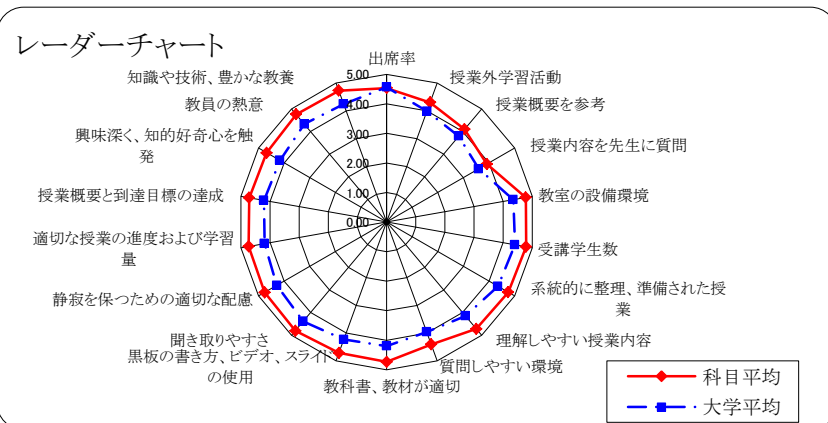 レーダーチャート
出席率
授業外学習活動
授業概要を参考
授業内容を先生に質問
教室の設備環境
受講学生数
系統的に整理、準備された授
業
理解しやすい授業内容
質問しやすい環境
教科書、教材が適切
黒板の書き方、ビデオ、スライド
の使用
聞き取りやすさ
静寂を保つための適切な配慮
適切な授業の進度および学習
量
授業概要と到達目標の達成
興味深く、知的好奇心を触
発
教員の熱意
知識や技術、豊かな教養
5.00
4.00
3.00
2.00
1.00
0.00
科目平均
大学平均